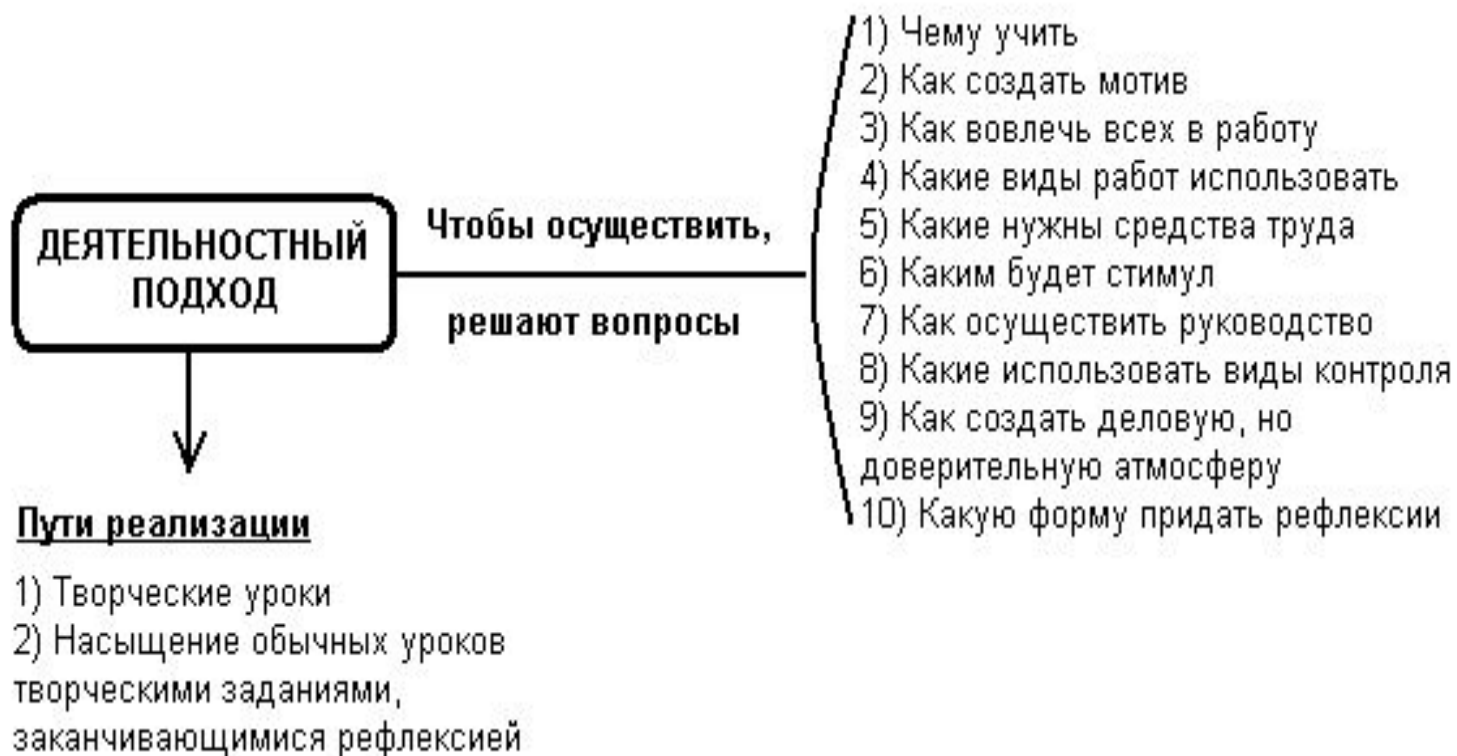 ДЕЯТЕЛЬНОСТНЫЙ
ПОДХОД
Чтобы осуществить,
решают вопросы
1) Чему учить
2) Как создать мотив
3) Как вовлечь всех в работу
4) Какие виды работ использовать
5) Какие нужны средства труда
6) Каким будет стимул
7) Как осуществить руководство
8) Какие использовать виды контроля
9) Как создать деловую, но
доверительную атмосферу
10) Какую форму придать рефлексии
Пути реализации
1) Творческие уроки
2) Насыщение обычных уроков
творческими заданиями,
заканчивающимися рефлексией